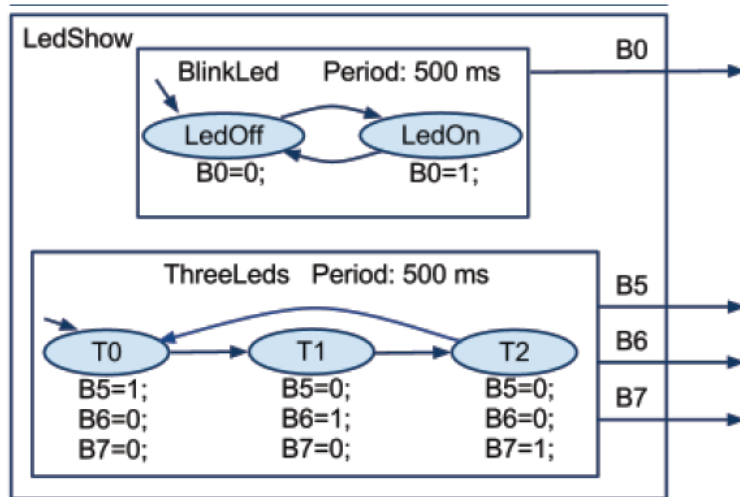 LedShow
B0
BlinkLed Period: 500 ms
LedOff LedOn
B0=0; B0=1;
ThreeLeds Period: 500 ms
B5
T0 T1 T2
B6
B5=1; B5=0; B5=0;
B7
B6=0; B6=1; B6=0;
B7=0; B7=0; B7=1;